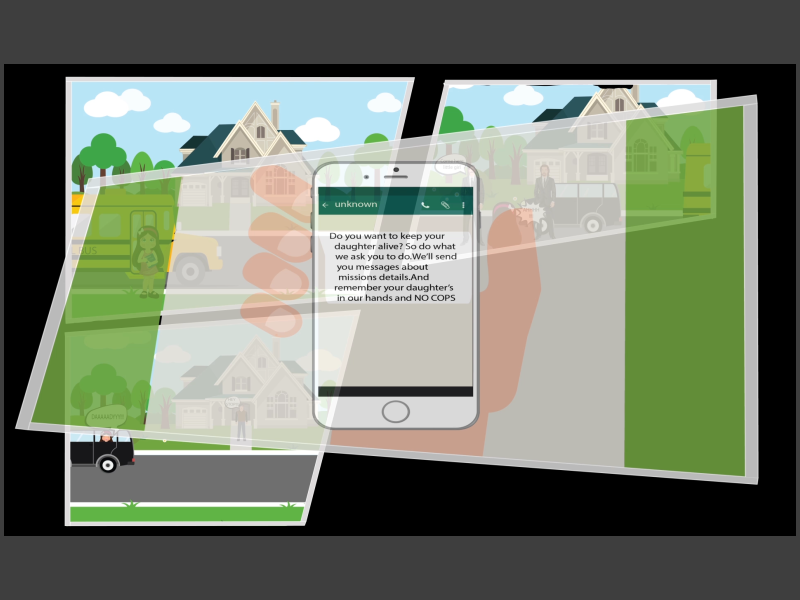 unknown
Do you want to keep your
daughter alive? So do what
we ask you to do.We'll send
you messages about
missions details.And
remember your daughter's
in our hands and NO COPS
BUS